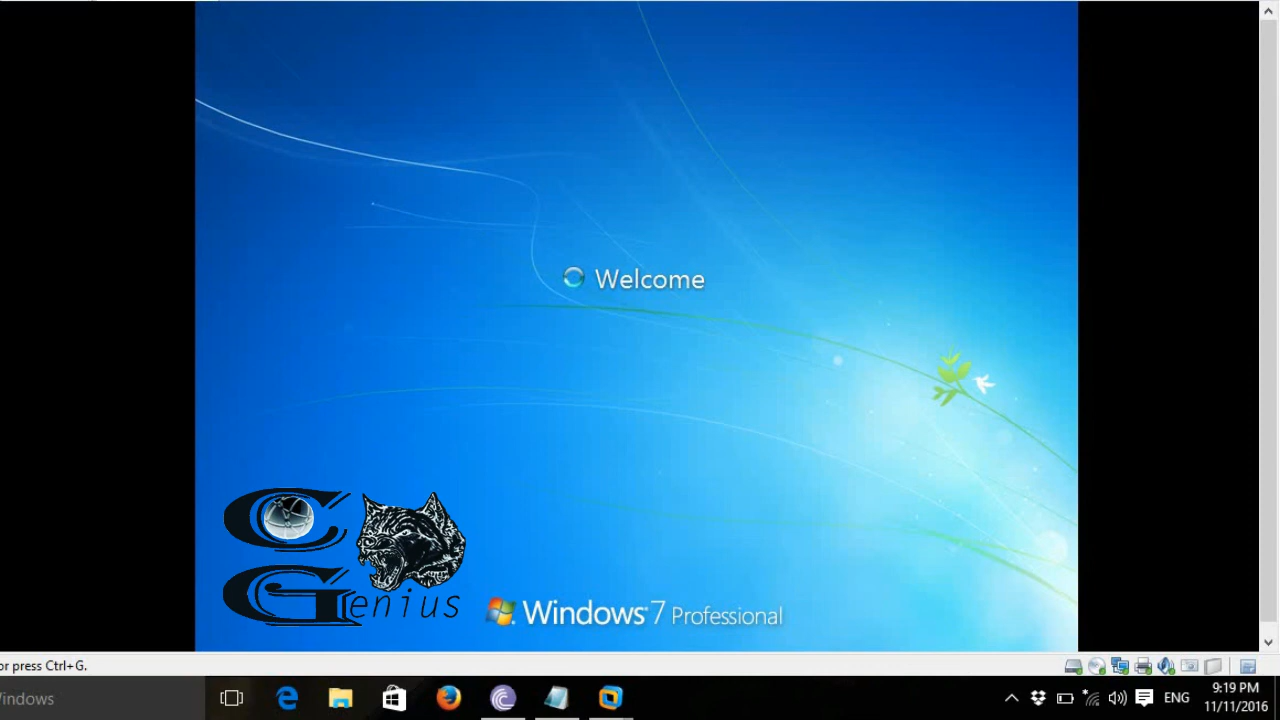 Welcome
C
Genius
Windows 7 Professional
or press Ctrl+G.
indows
ENG
9:19 PM
11/11/2016